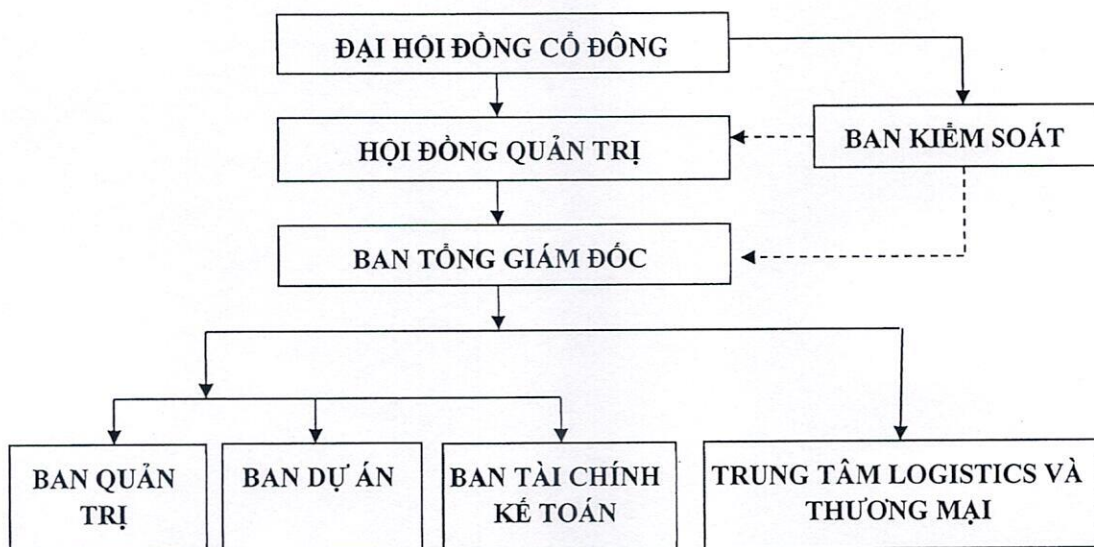 ĐẠI HỘI ĐỒNG CỔ ĐÔNG
HỘI ĐỒNG QUẢN TRỊ
BAN KIỂM SOÁT
BAN TỔNG GIÁM ĐỐC
BAN QUẢN
TRỊ
BAN DỰ ÁN
BAN TÀI CHÍNH
KẾ TOÁN
TRUNG TÂM LOGISTICS VÀ
THƯƠNG MẠI